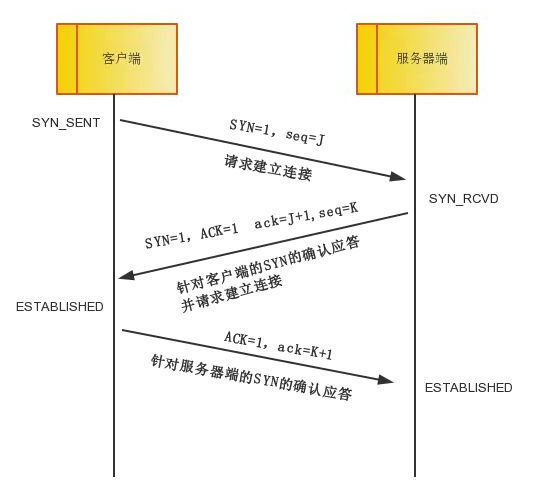 客户端
服务器端
SYN_SENT
SYN=1, seq=J
请求建立连接
SYN_RCVD
SYN=1, ACK=1 ack=J+1,seq=K
针对客户端的SYN的确认应答
并请求建立连接
ESTABLISHED
ACK=1, ack=K+1
针对服务器端的SYN的确认应答
ESTABLISHED